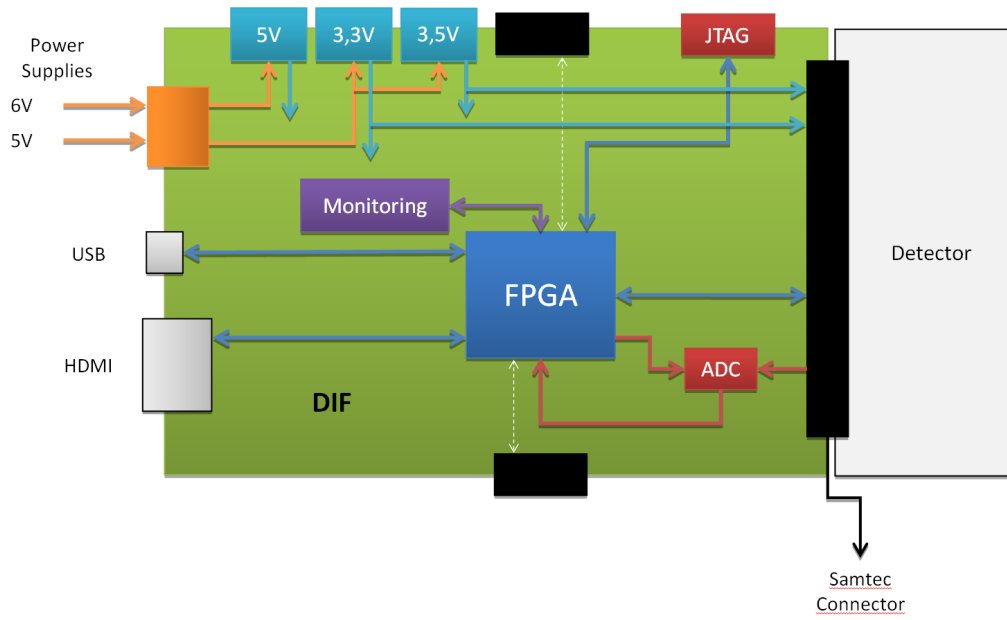 5V
3,3V
3,5V
JTAG
Power
Supplies
6V
5V
Monitoring
USB
FPGA
Detector
HDMI
ADC
DIF
Samtec
Connector